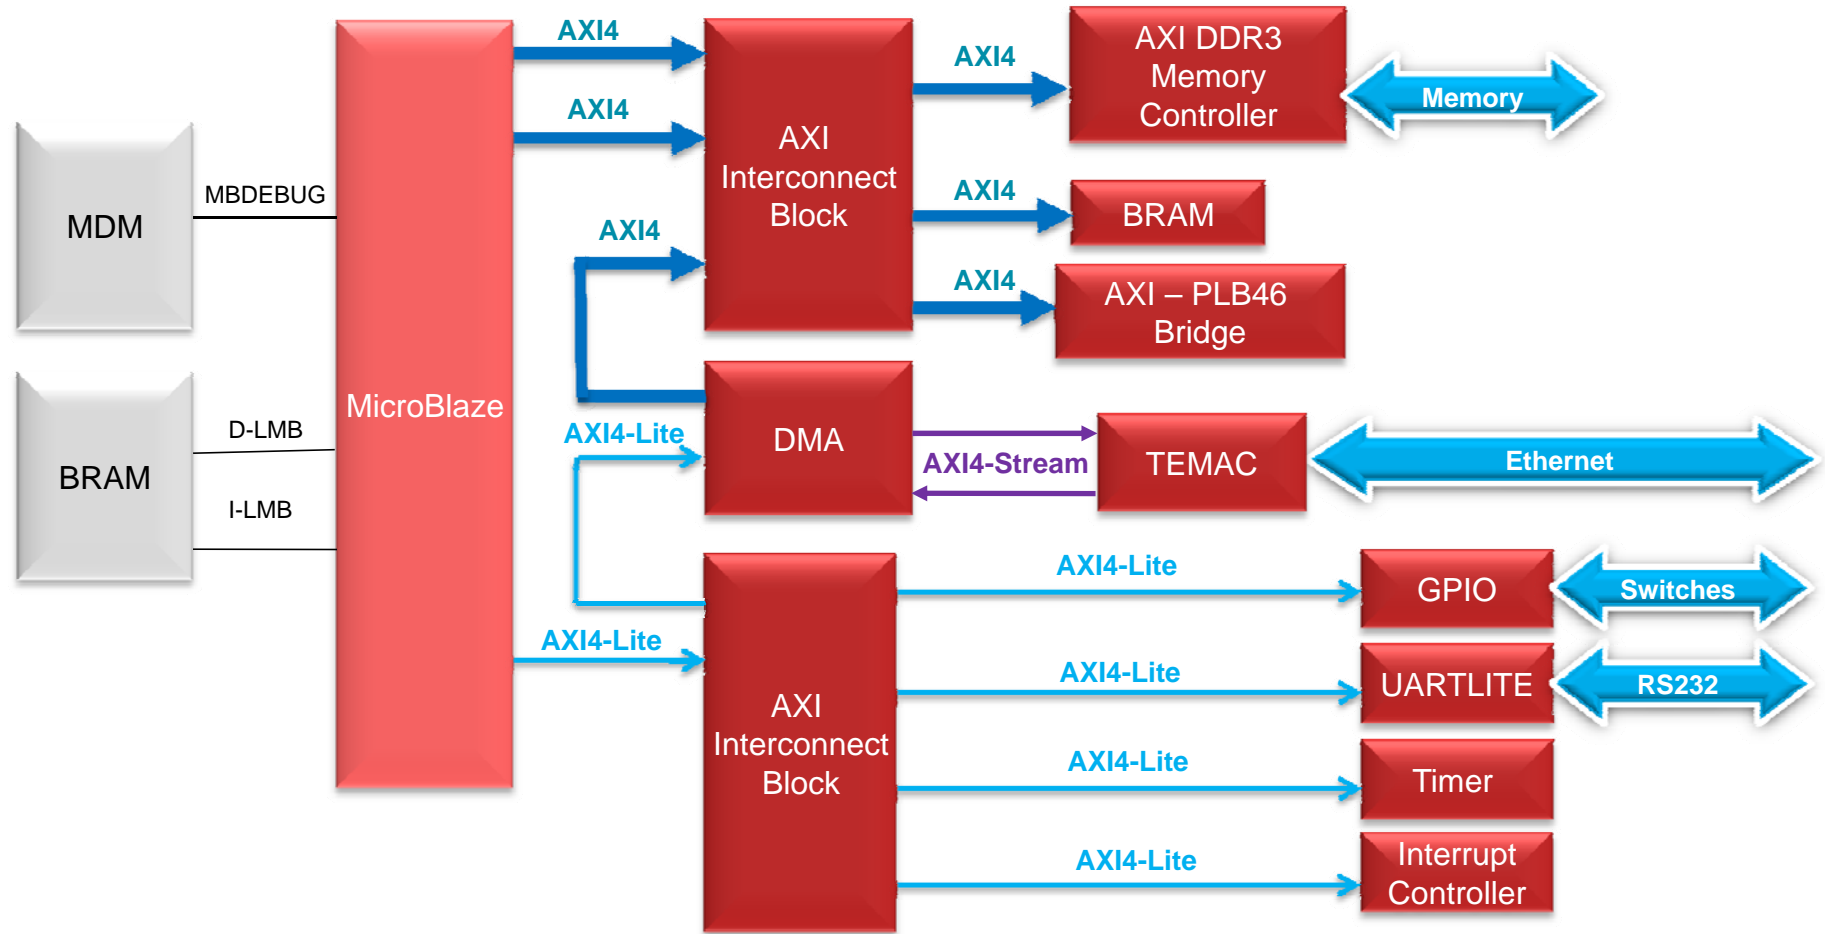 MDM
MBDEBUG
BRAM
D-LMB
I-LMB
MicroBlaze
AXI4
AXI4
AXI4
AXI4-Lite
AXI4-Lite
AXI
Interconnect
Block
DMA
AXI
Interconnect
Block
AXI4
AXI4
AXI4
AXI DDR3
Memory
Controller
Memory
BRAM
AXI – PLB46
Bridge
AXI4-Stream
TEMAC
Ethernet
AXI4-Lite
GPIO
Switches
AXI4-Lite
UARTLITE
RS232
AXI4-Lite
Timer
AXI4-Lite
Interrupt
Controller